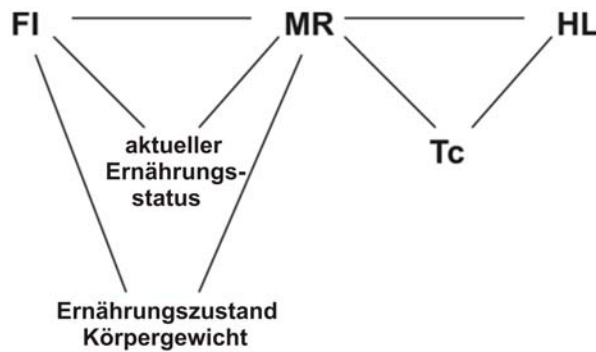 FI MR HL
aktueller
Ernährungs-
status
Tc
Ernährungszustand
Körpergewicht